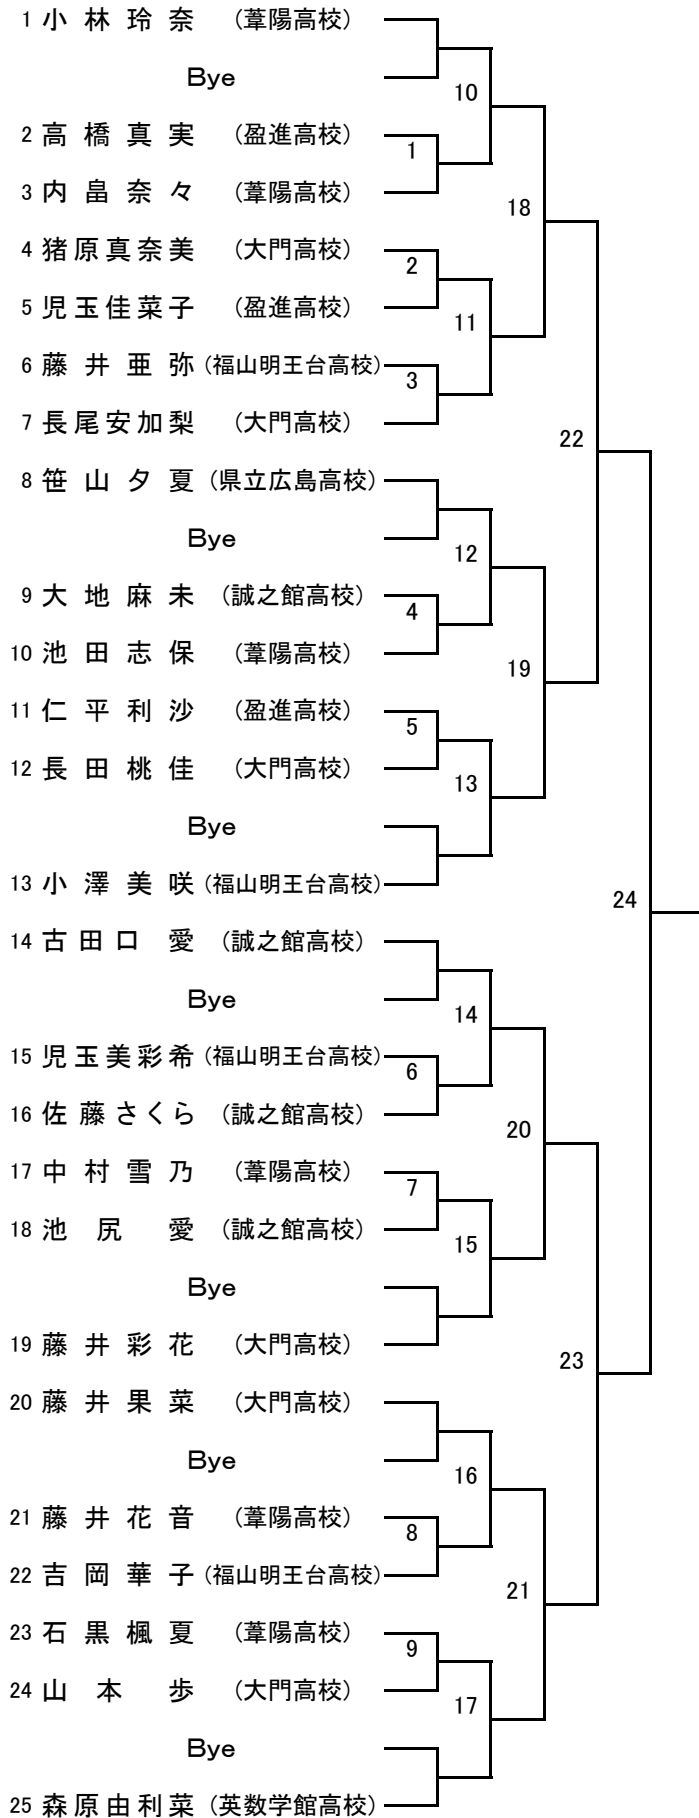 1 小林玲奈 (葦陽高校)
Bye
10
2 高橋真実 (盈進高校)
1
3 内畠奈々 (葦陽高校)
18
4 猪原真奈美 (大門高校)
2
5 児玉佳菜子 (盈進高校)
11
6 藤井亜弥 (福山明王台高校)
3
7 長尾安加梨 (大門高校)
22
8 笹山夕夏 (県立広島高校)
Bye
12
9 大地麻未 (誠之館高校)
4
10 池田志保 (葦陽高校)
19
11 仁平利沙 (盈進高校)
5
12 長田桃佳 (大門高校)
13
Bye
13 小澤美咲 (福山明王台高校)
24
14 古田口愛 (誠之館高校)
Bye
14
15 児玉美彩希 (福山明王台高校)
6
16 佐藤さくら (誠之館高校)
20
17 中村雪乃 (葦陽高校)
7
18 池尻愛 (誠之館高校)
15
Bye
19 藤井彩花 (大門高校)
23
20 藤井果菜 (大門高校)
Bye
16
21 藤井花音 (葦陽高校)
8
22 吉岡華子 (福山明王台高校)
21
23 石黒楓夏 (葦陽高校)
9
24 山本歩 (大門高校)
17
Bye
25 森原由利菜 (英数学館高校)